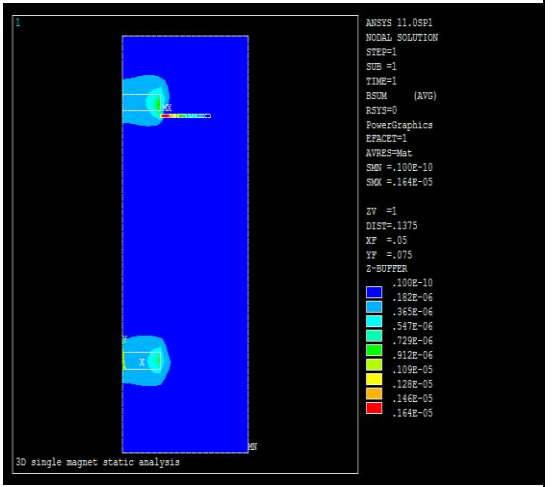 1
ANSYS 11.0SP1
NODAL SOLUTION
STEP=1
SUB =1
TIME=1
BSUM (AVG)
RSYS=0
PowerGraphics
EFACET=1
AVRES=Mat
SMN =.100E-10
SMX =.164E-05
ZV =1
DIST=.1375
XF =.05
YF =.075
Z-BUFFER
.100E-10
.182E-06
.365E-06
.547E-06
.729E-06
.912E-06
.109E-05
.128E-05
.146E-05
.164E-05
MX
X
MN
3D single magnet static analysis